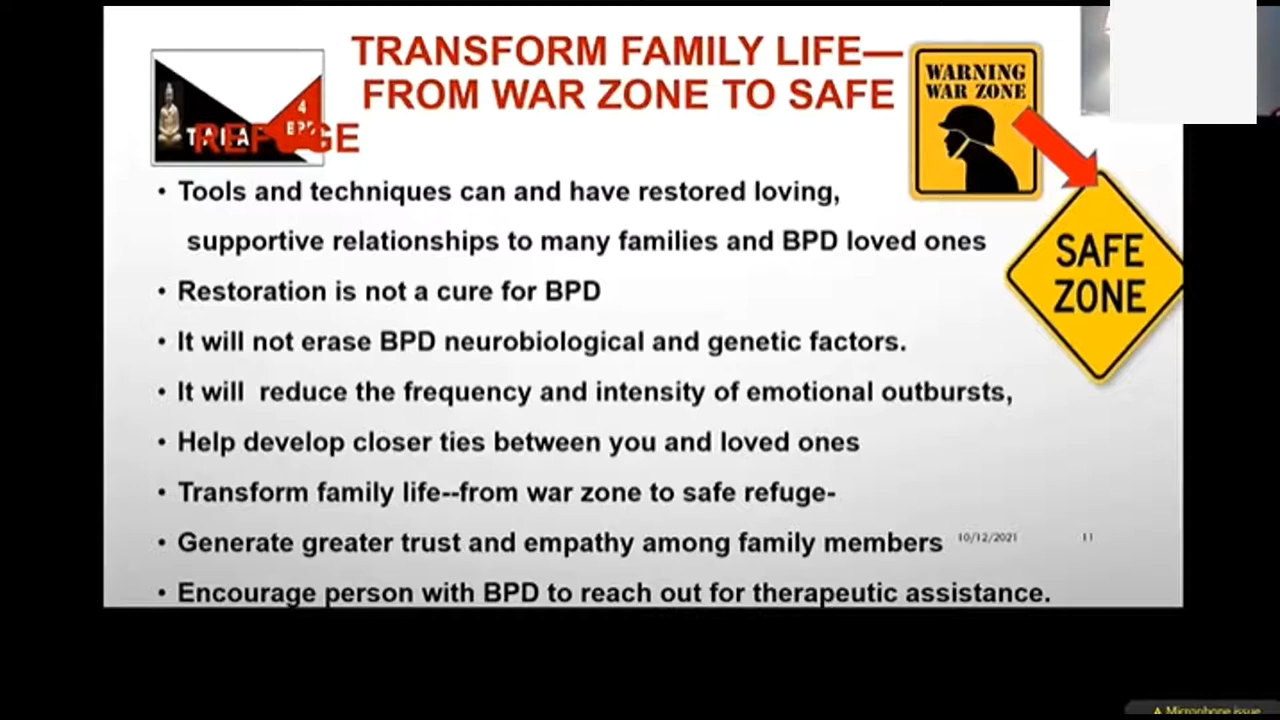 TRANSFORM FAMILY LIFE—
FROM WAR ZONE TO SAFE
REFUGE
4
BPD
TARA
WARNING
WAR ZONE
• Tools and techniques can and have restored loving,
supportive relationships to many families and BPD loved ones
• Restoration is not a cure for BPD
• It will not erase BPD neurobiological and genetic factors.
• It will reduce the frequency and intensity of emotional outbursts,
• Help develop closer ties between you and loved ones
• Transform family life--from war zone to safe refuge-
• Generate greater trust and empathy among family members
• Encourage person with BPD to reach out for therapeutic assistance.
SAFE
ZONE
10/12/2021
11
Microphone issue